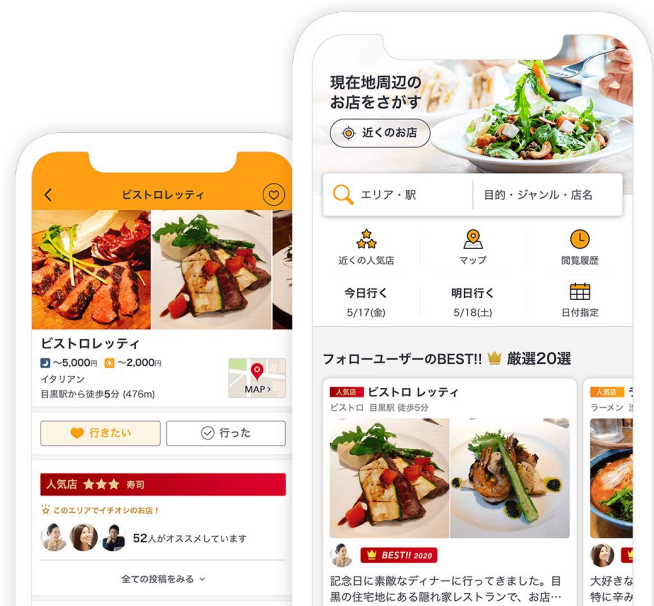 ビストロレッティ
ビストロレッティ
〜5,000円 〜2,000円
イタリアン
目黒駅から徒歩5分 (476m)
MAP
行きたい
行った
人気店 寿司
このエリアでイチオシのお店！
52人がオススメしています
全ての投稿をみる
現在地周辺の
お店をさがす
近くのお店
エリア・駅
目的・ジャンル・店名
近くの人気店
マップ
閲覧履歴
今日行く
明日行く
5/17(金)
5/18(土)
日付指定
フォローユーザーのBEST!! 厳選20選
人気店 ビストロ レッティ
ビストロ 目黒駅 徒歩5分
BEST!! 2020
記念日に素敵なディナーに行ってきました。目
黒の住宅地にある隠れ家レストランで、お店…
人気店
ラーメン
大好きな
特に辛み